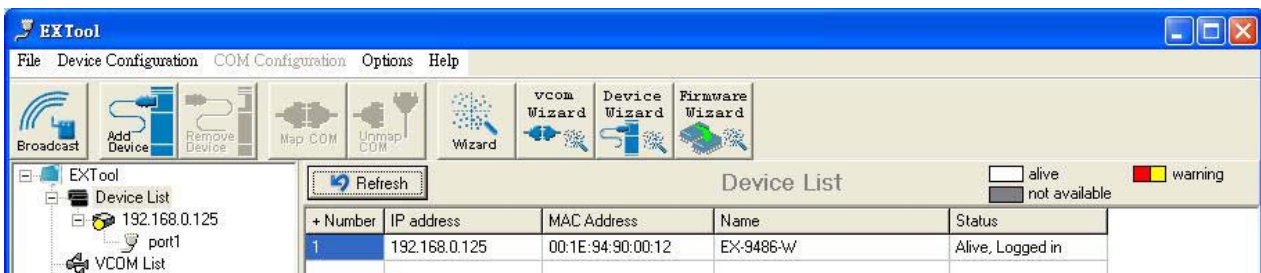 EXTool
File Device Configuration COM Configuration Options Help
Broadcast
Add Device
Remove Device
Map COM
Unmap COM
Wizard
vcom Wizard
Device Wizard
Firmware Wizard
EXTool
Device List
192.168.0.125
port1
VCOM List
Refresh
Device List
alive
not available
warning
+ Number IP address MAC Address Name Status
1 192.168.0.125 00:1E:94:90:00:12 EX-9486-W Alive, Logged in